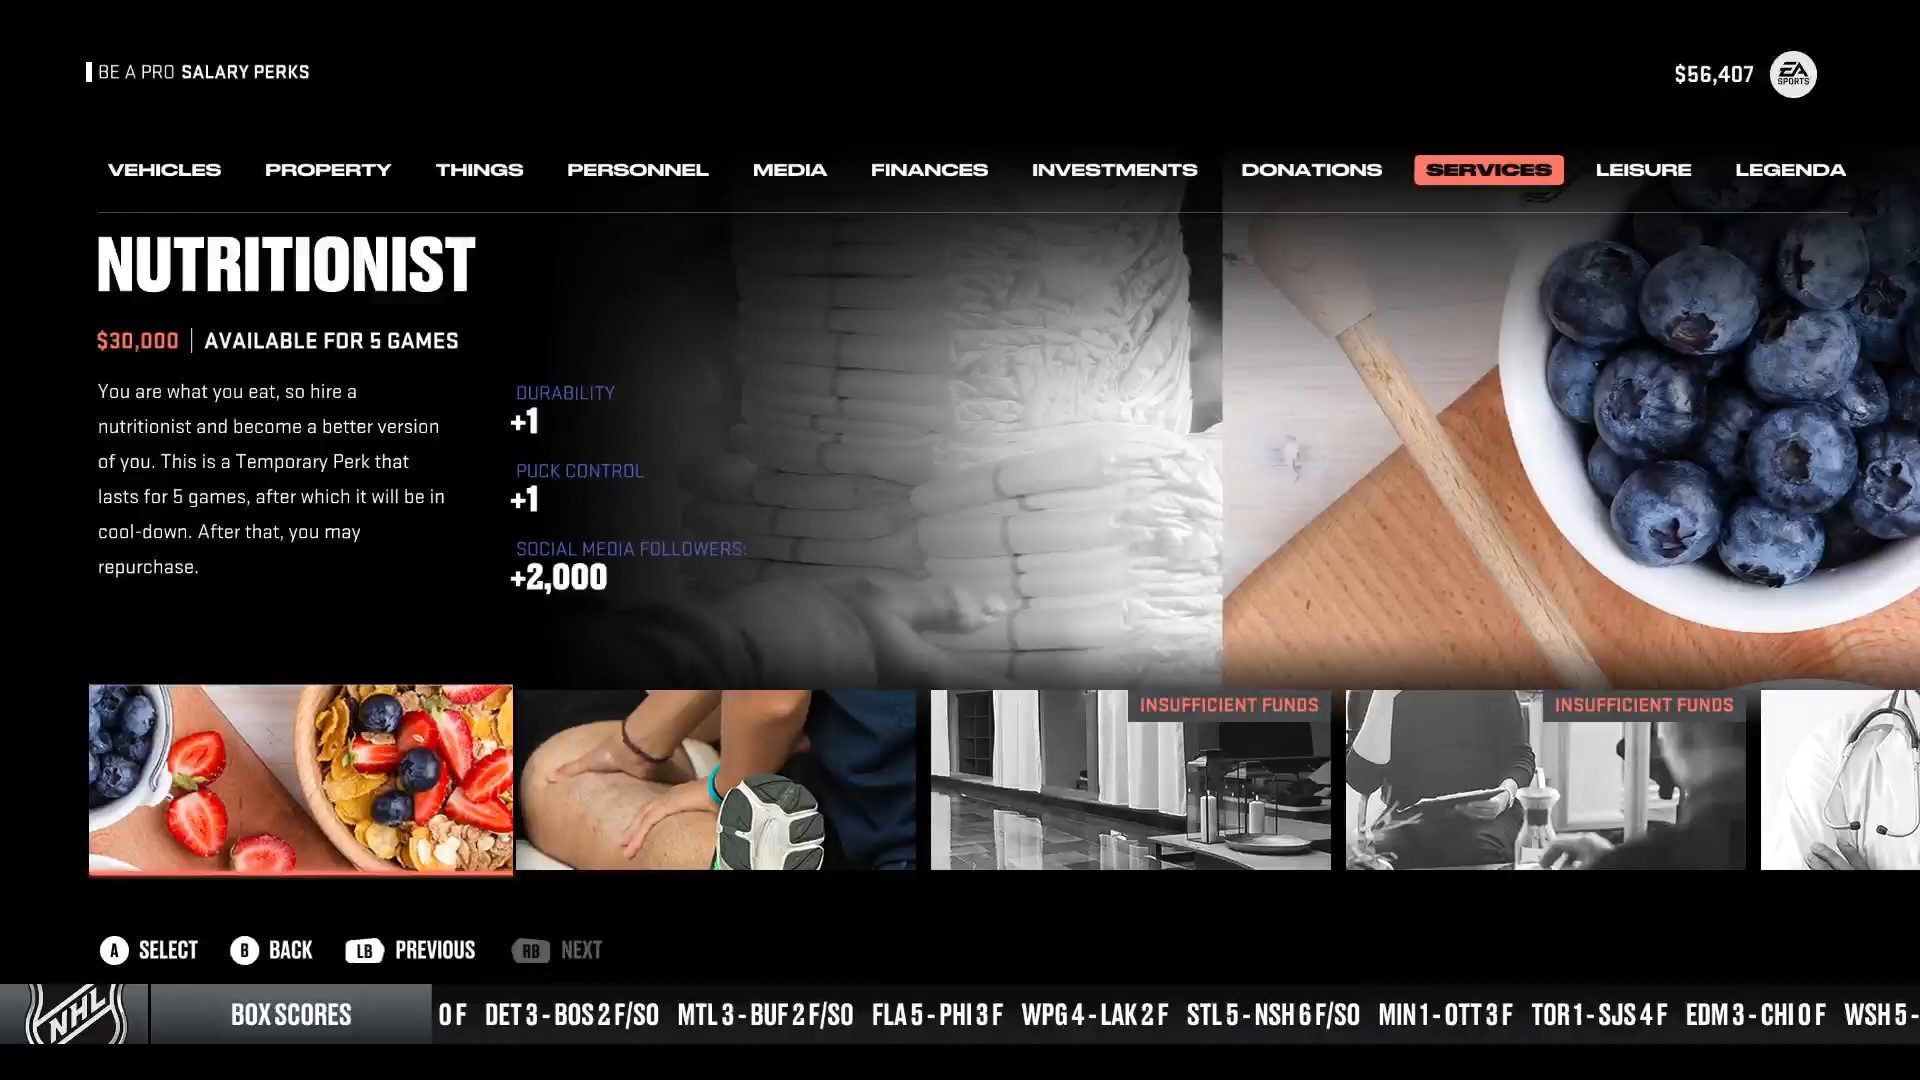 BE A PRO SALARY PERKS
$56,407
EA SPORTS
VEHICLES PROPERTY THINGS PERSONNEL MEDIA FINANCES INVESTMENTS DONATIONS SERVICES LEISURE LEGENDA
NUTRITIONIST
$30,000 | AVAILABLE FOR 5 GAMES
You are what you eat, so hire a
nutritionist and become a better version
of you. This is a Temporary Perk that
lasts for 5 games, after which it will be in
cool-down. After that, you may
repurchase.
DURABILITY
+1
PUCK CONTROL
+1
SOCIAL MEDIA FOLLOWERS:
+2,000
INSUFFICIENT FUNDS
INSUFFICIENT FUNDS
A SELECT B BACK LB PREVIOUS RB NEXT
NHL BOX SCORES 0 F DET 3 - BOS 2 F/SO MTL 3 - BUF 2 F/SO FLA 5 - PHI 3 F WPG 4 - LAK 2 F STL 5 - NSH 6 F/SO MIN 1 - OTT 3 F TOR 1 - SJS 4 F EDM 3 - CHI 0 F WSH 5 -